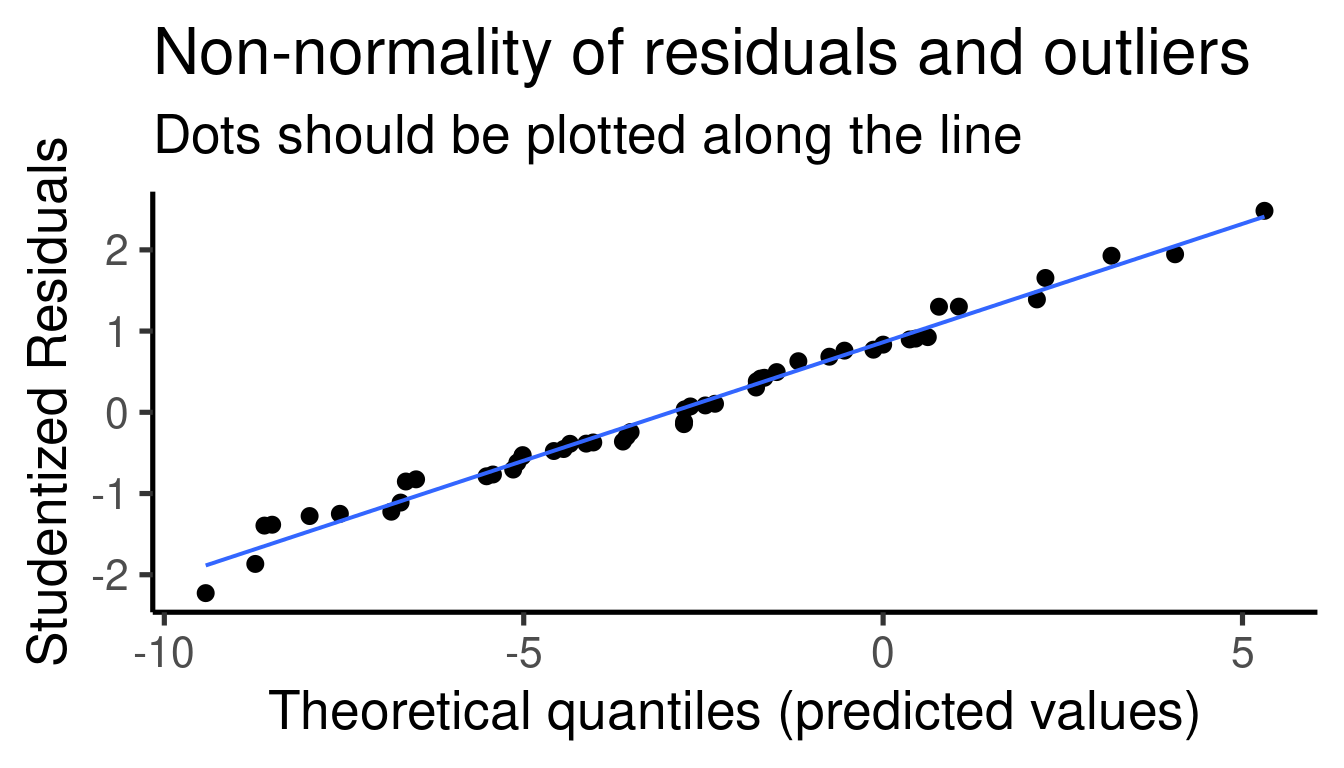 Non-normality of residuals and outliers
Dots should be plotted along the line
Studentized Residuals
2
1
0
-1
-2
-10
-5
0
5
Theoretical quantiles (predicted values)